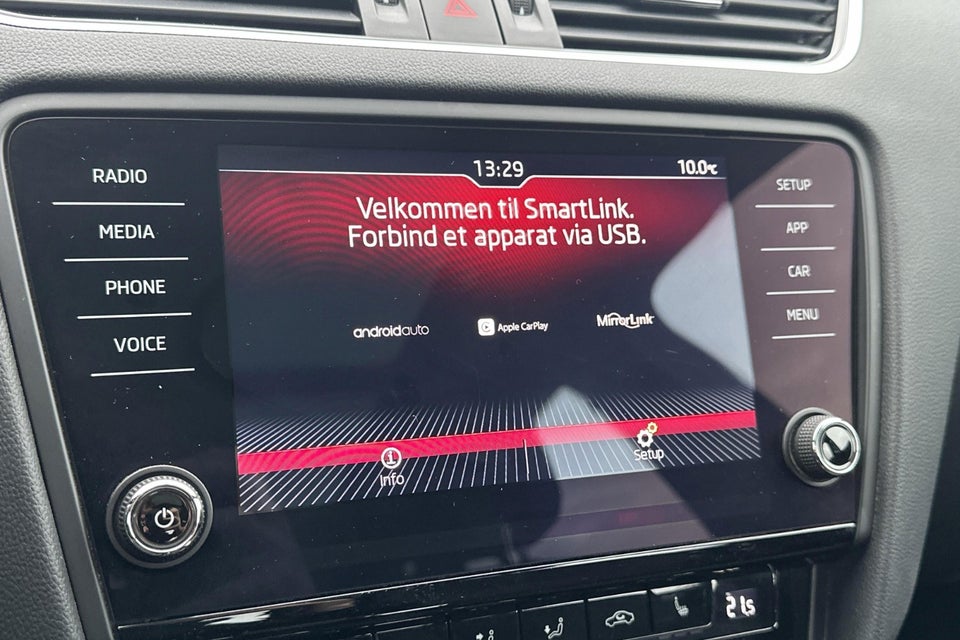 RADIO
MEDIA
PHONE
VOICE
13:29
10.0°C
Velkommen til SmartLink.
Forbind et apparat via USB.
androidauto
Apple CarPlay
MirrorLink
Info
Setup
SETUP
APP
CAR
MENU